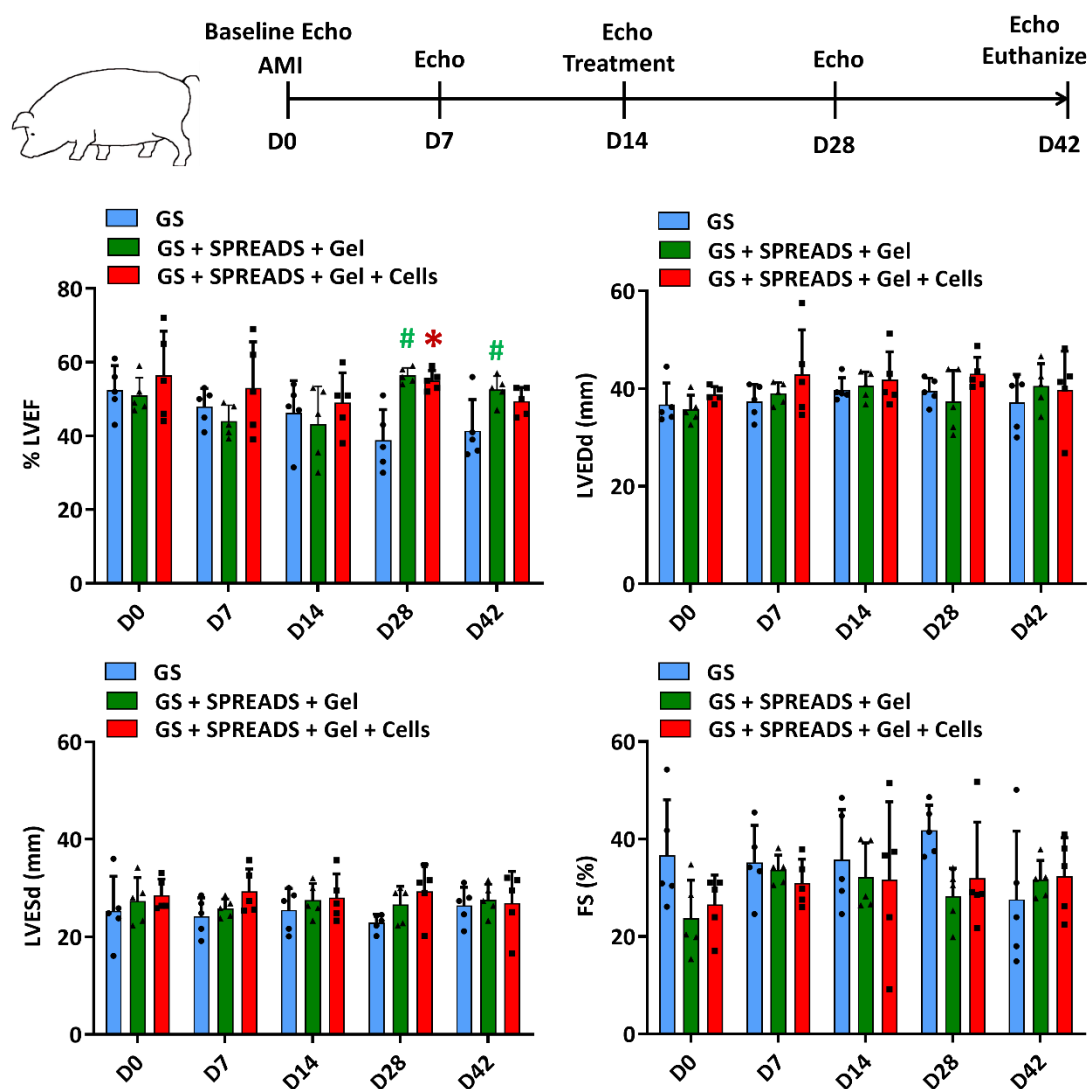 Baseline Echo
AMI
Echo
Echo
Treatment
Echo
Echo
Euthanize
D0
D7
D14
D28
D42
GS
GS + SPREADS + Gel
GS + SPREADS + Gel + Cells
% LVEF
80
60
40
20
0
#
*
#
D0
D7
D14
D28
D42
GS
GS + SPREADS + Gel
GS + SPREADS + Gel + Cells
LVEDd (mm)
60
40
20
0
D0
D7
D14
D28
D42
GS
GS + SPREADS + Gel
GS + SPREADS + Gel + Cells
LVESd (mm)
60
40
20
0
D0
D7
D14
D28
D42
GS
GS + SPREADS + Gel
GS + SPREADS + Gel + Cells
FS (%)
60
40
20
0
D0
D7
D14
D28
D42